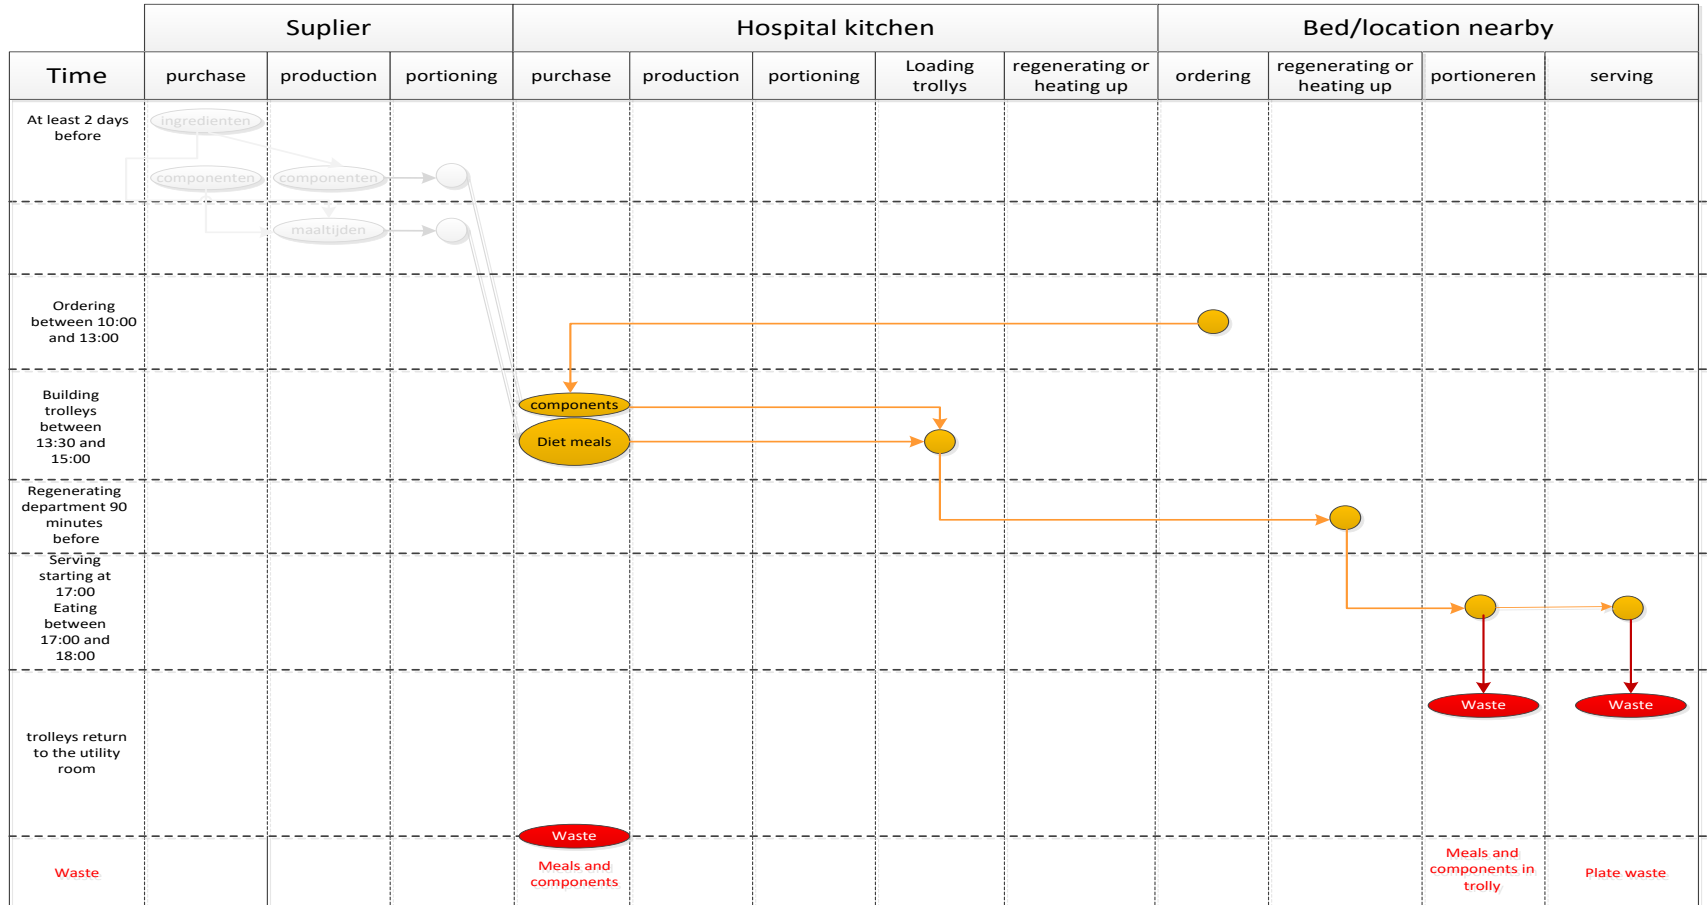 Suplier
Hospital kitchen
Bed/location nearby
Time
purchase
production
portioning
purchase
production
portioning
Loading
trollys
regenerating or
heating up
ordering
regenerating or
heating up
portioneren
serving
At least 2 days
before
ingredienten
componenten
componenten
maaltijden
Ordering
between 10:00
and 13:00
Building
trolleys
between
13:30 and
15:00
components
Diet meals
Regenerating
department 90
minutes
before
Serving
starting at
17:00
Eating
between
17:00 and
18:00
Waste
Waste
trolleys return
to the utility
room
Waste
Waste
Meals and
components
Meals and
components in
trolly
Plate waste